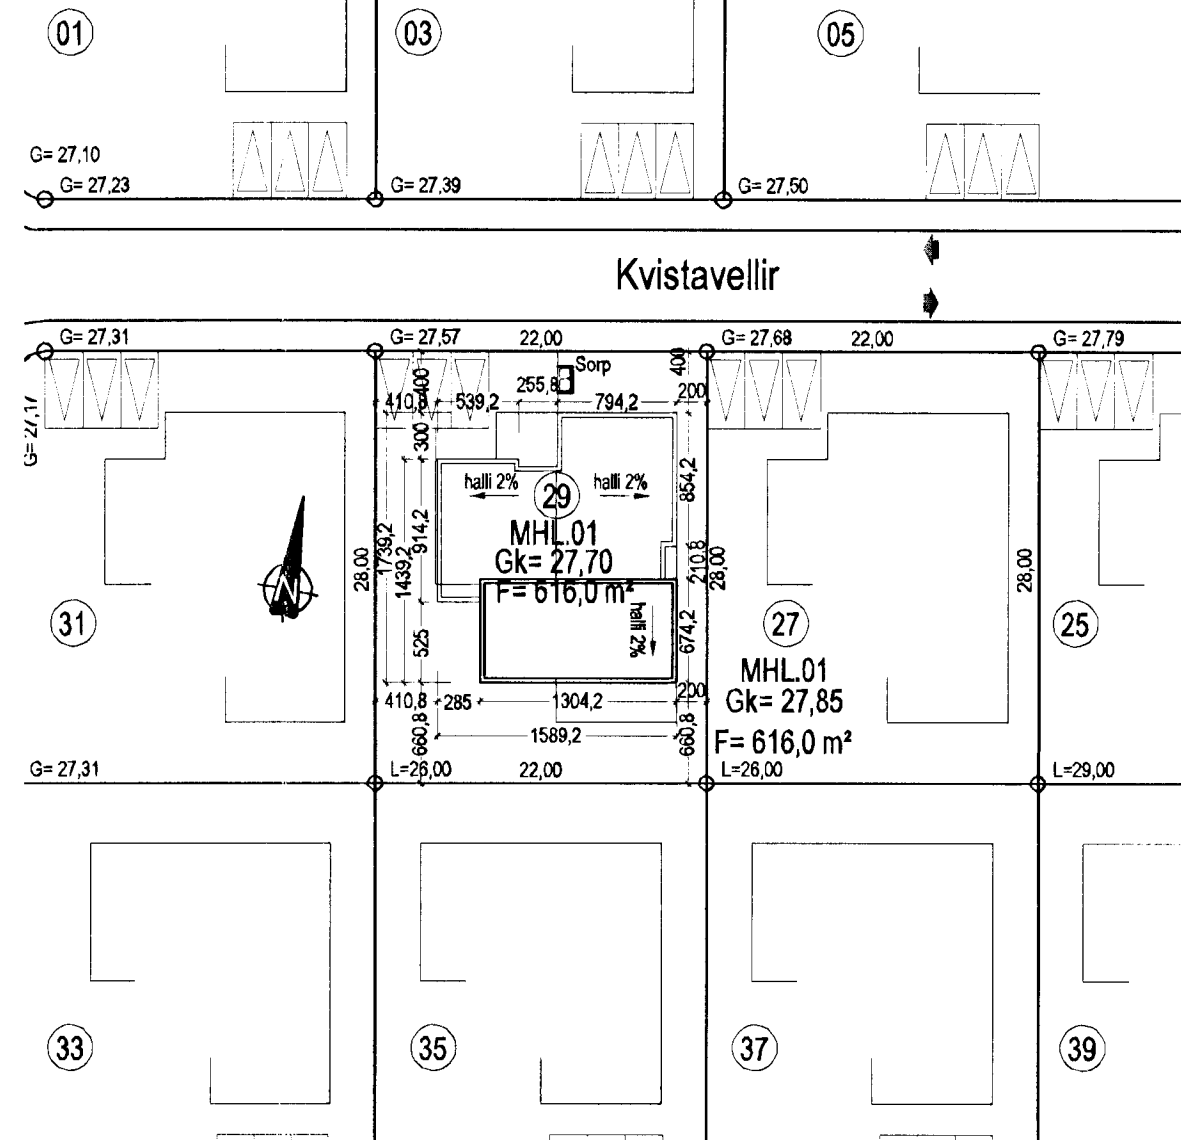 01
03
05
G= 27,10
G= 27,23
G= 27,39
G= 27,50
Kvistavellir
G= 27,31
G= 27,57
22,00
G= 27,68
22,00
G= 27,79
Sorp
400
400
255,8
200
410,8
539,2
794,2
300
G= 27,17
halli 2%
halli 2%
854,2
29
914,2
1739,2
1439,2
MHL.01
Gk= 27,70
F= 616,0 m²
210,8
28,00
28,00
28,00
N
31
525
halli 2%
674,2
27
25
MHL.01
Gk= 27,85
F= 616,0 m²
410,8
285
1304,2
200
660,8
1589,2
660,8
G= 27,31
L=26,00
22,00
L=26,00
L=29,00
33
35
37
39